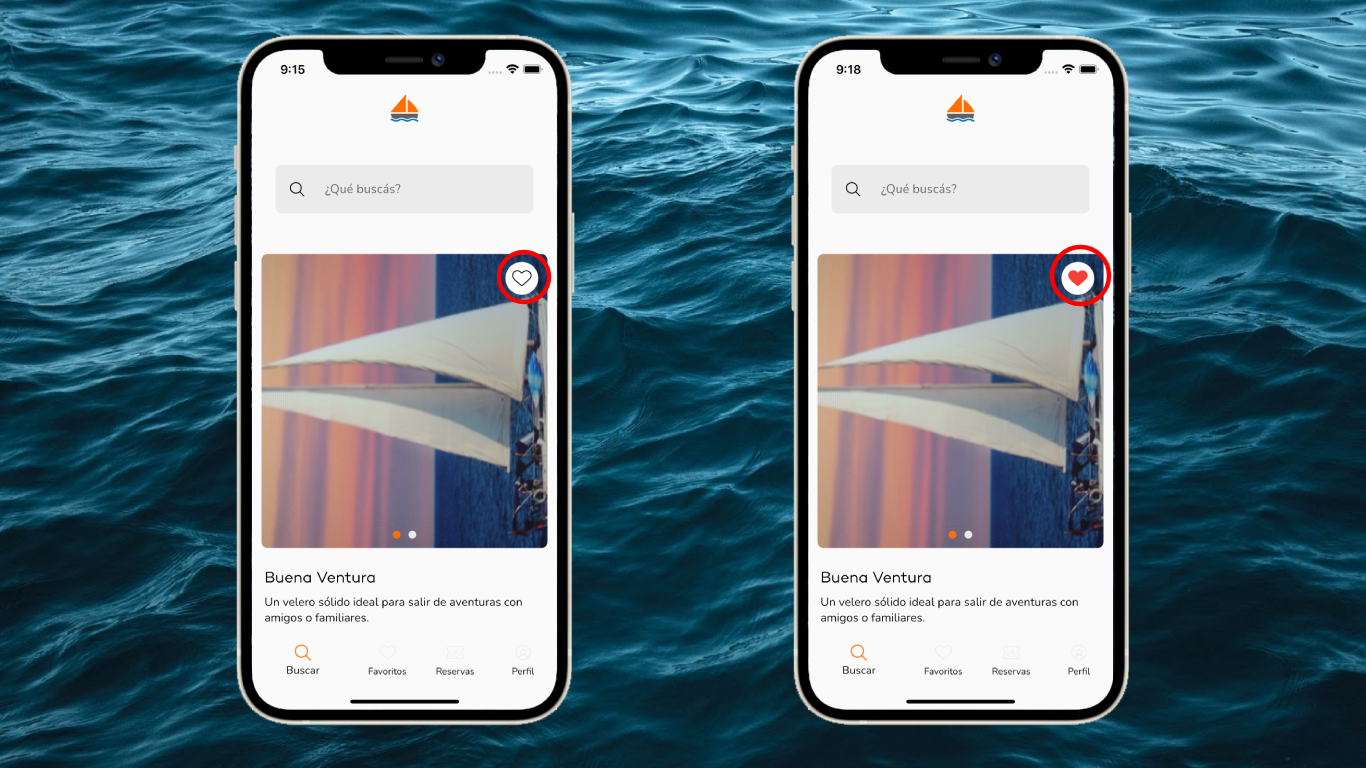 9:15
¿Qué buscás?
Buena Ventura
Un velero sólido ideal para salir de aventuras con
amigos o familiares.
Buscar
Favoritos
Reservas
Perfil
9:18
¿Qué buscás?
Buena Ventura
Un velero sólido ideal para salir de aventuras con
amigos o familiares.
Buscar
Favoritos
Reservas
Perfil